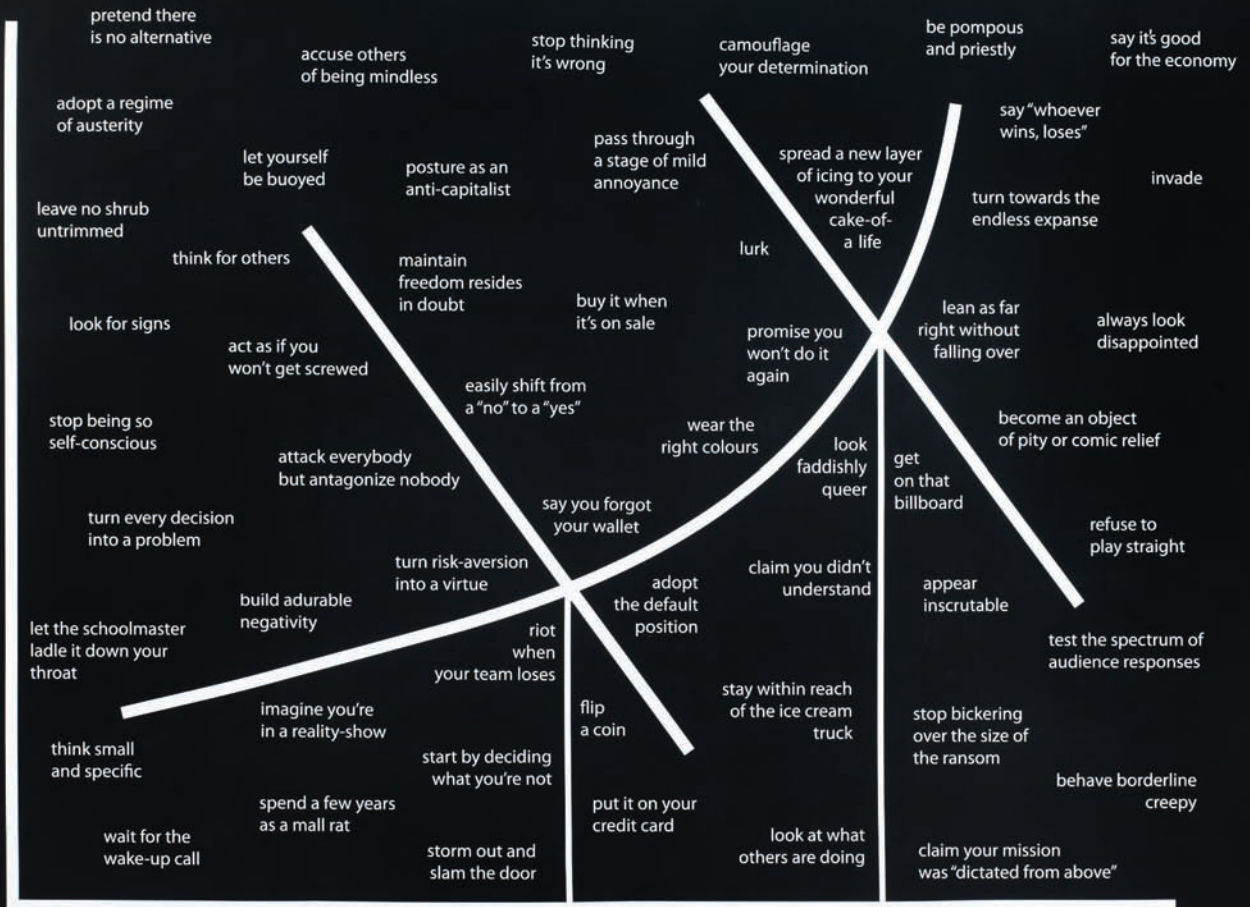 pretend there
is no alternative
accuse others
of being mindless
stop thinking
it's wrong
camouflage
your determination
be pompous
and priestly
say it's good
for the economy
adopt a regime
of austerity
say "whoever
wins, loses"
let yourself
be buoyed
posture as an
anti-capitalist
pass through
a stage of mild
annoyance
spread a new layer
of icing to your
wonderful
cake-of-
a life
invade
leave no shrub
untrimmed
turn towards the
endless expanse
think for others
maintain
freedom resides
in doubt
lurk
look for signs
buy it when
it's on sale
lean as far
right without
falling over
always look
disappointed
act as if you
won't get screwed
promise you
won't do it
again
easily shift from
a "no" to a "yes"
stop being so
self-conscious
wear the
right colours
become an object
of pity or comic relief
attack everybody
but antagonize nobody
look
faddishly
queer
get
on that
billboard
turn every decision
into a problem
say you forgot
your wallet
refuse to
play straight
turn risk-aversion
into a virtue
claim you didn't
understand
build adurable
negativity
adopt
the default
position
appear
inscrutable
let the schoolmaster
ladle it down your
throat
riot
when
your team loses
test the spectrum of
audience responses
imagine you're
in a reality-show
flip
a coin
stay within reach
of the ice cream
truck
stop bickering
over the size of
the ransom
think small
and specific
start by deciding
what you're not
behave borderline
creepy
spend a few years
as a mall rat
put it on your
credit card
wait for the
wake-up call
storm out and
slam the door
look at what
others are doing
claim your mission
was "dictated from above"